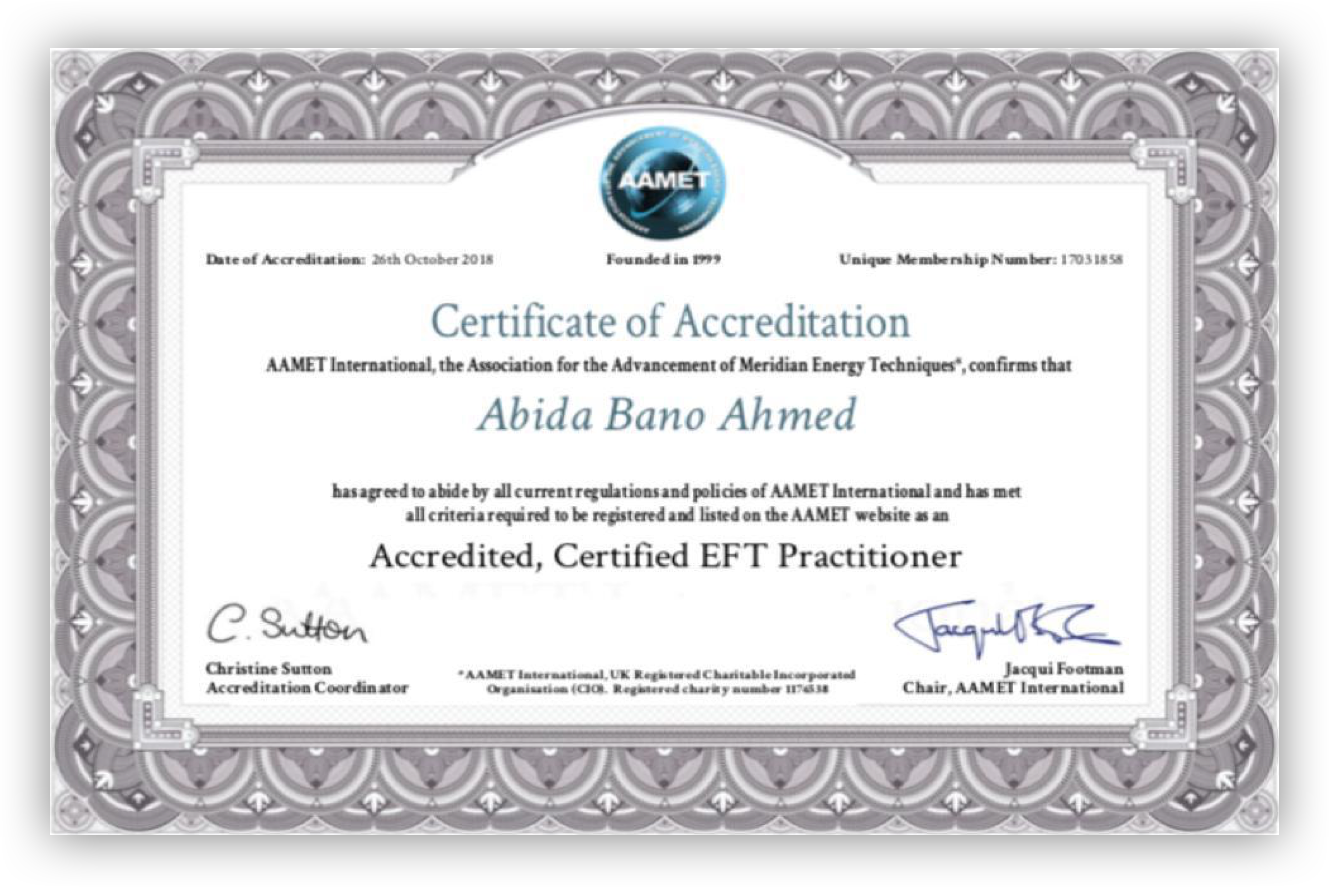 AAMET
Date of Accreditation: 26th October 2018
Founded in 1999
Unique Membership Number: 17031858
Certificate of Accreditation
AAMET International, the Association for the Advancement of Meridian Energy Techniques*, confirms that
Abida Bano Ahmed
has agreed to abide by all current regulations and policies of AAMET International and has met
all criteria required to be registered and listed on the AAMET website as an
Accredited, Certified EFT Practitioner
C. Sutton
Christine Sutton
Accreditation Coordinator
*AAMET International, UK Registered Charitable Incorporated
Organisation (CIO). Registered charity number 1176538
Jacqui Footman
Chair, AAMET International